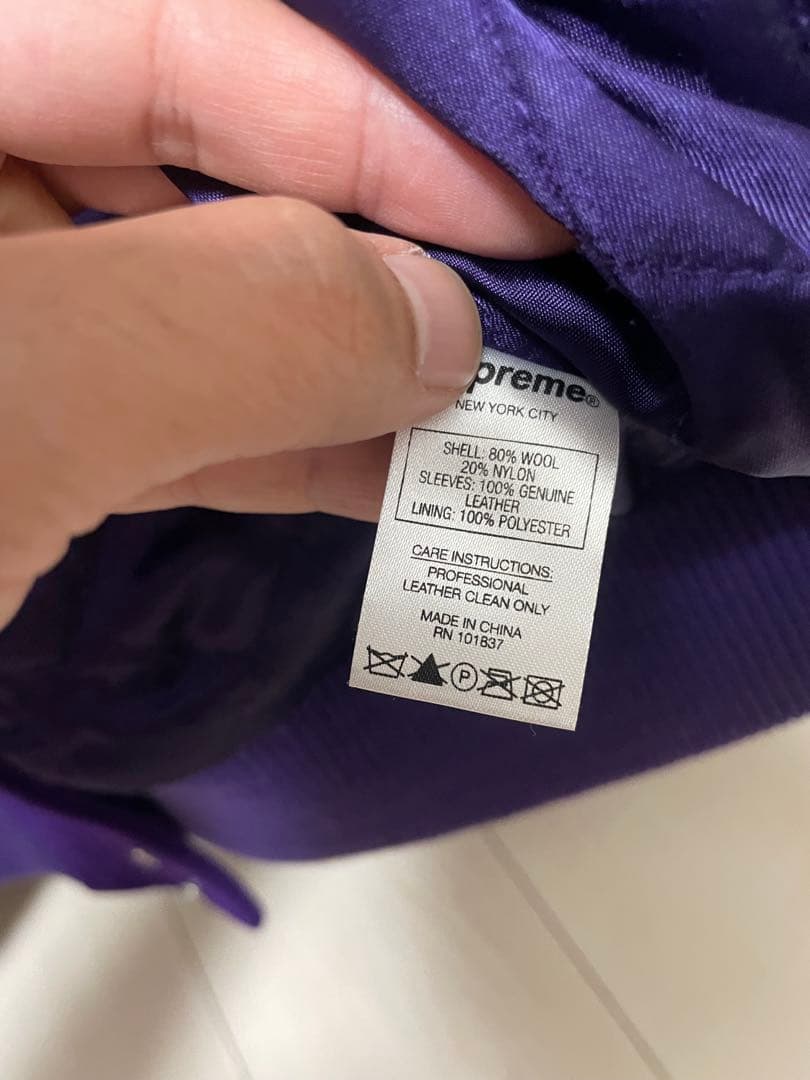 preme®
NEW YORK CITY
SHELL: 80% WOOL
20% NYLON
SLEEVES: 100% GENUINE
LEATHER
LINING: 100% POLYESTER
CARE INSTRUCTIONS:
PROFESSIONAL
LEATHER CLEAN ONLY
MADE IN CHINA
RN 101837
P